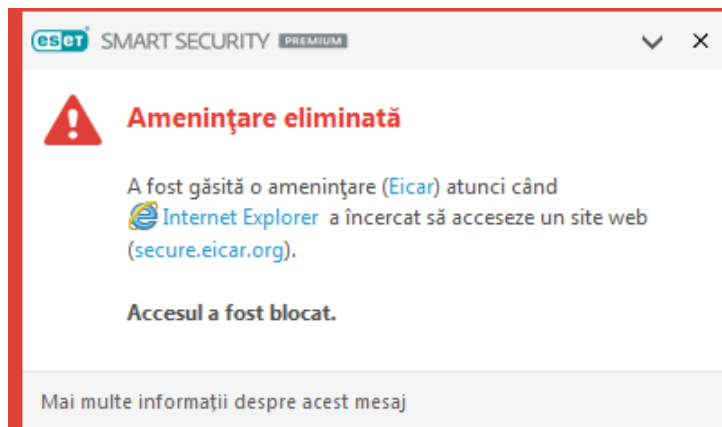 eset SMART SECURITY PREMIUM
Ameninţare eliminată
A fost găsită o ameninţare (Eicar) atunci când
Internet Explorer a încercat să acceseze un site web
(secure.eicar.org).
Accesul a fost blocat.
Mai multe informații despre acest mesaj